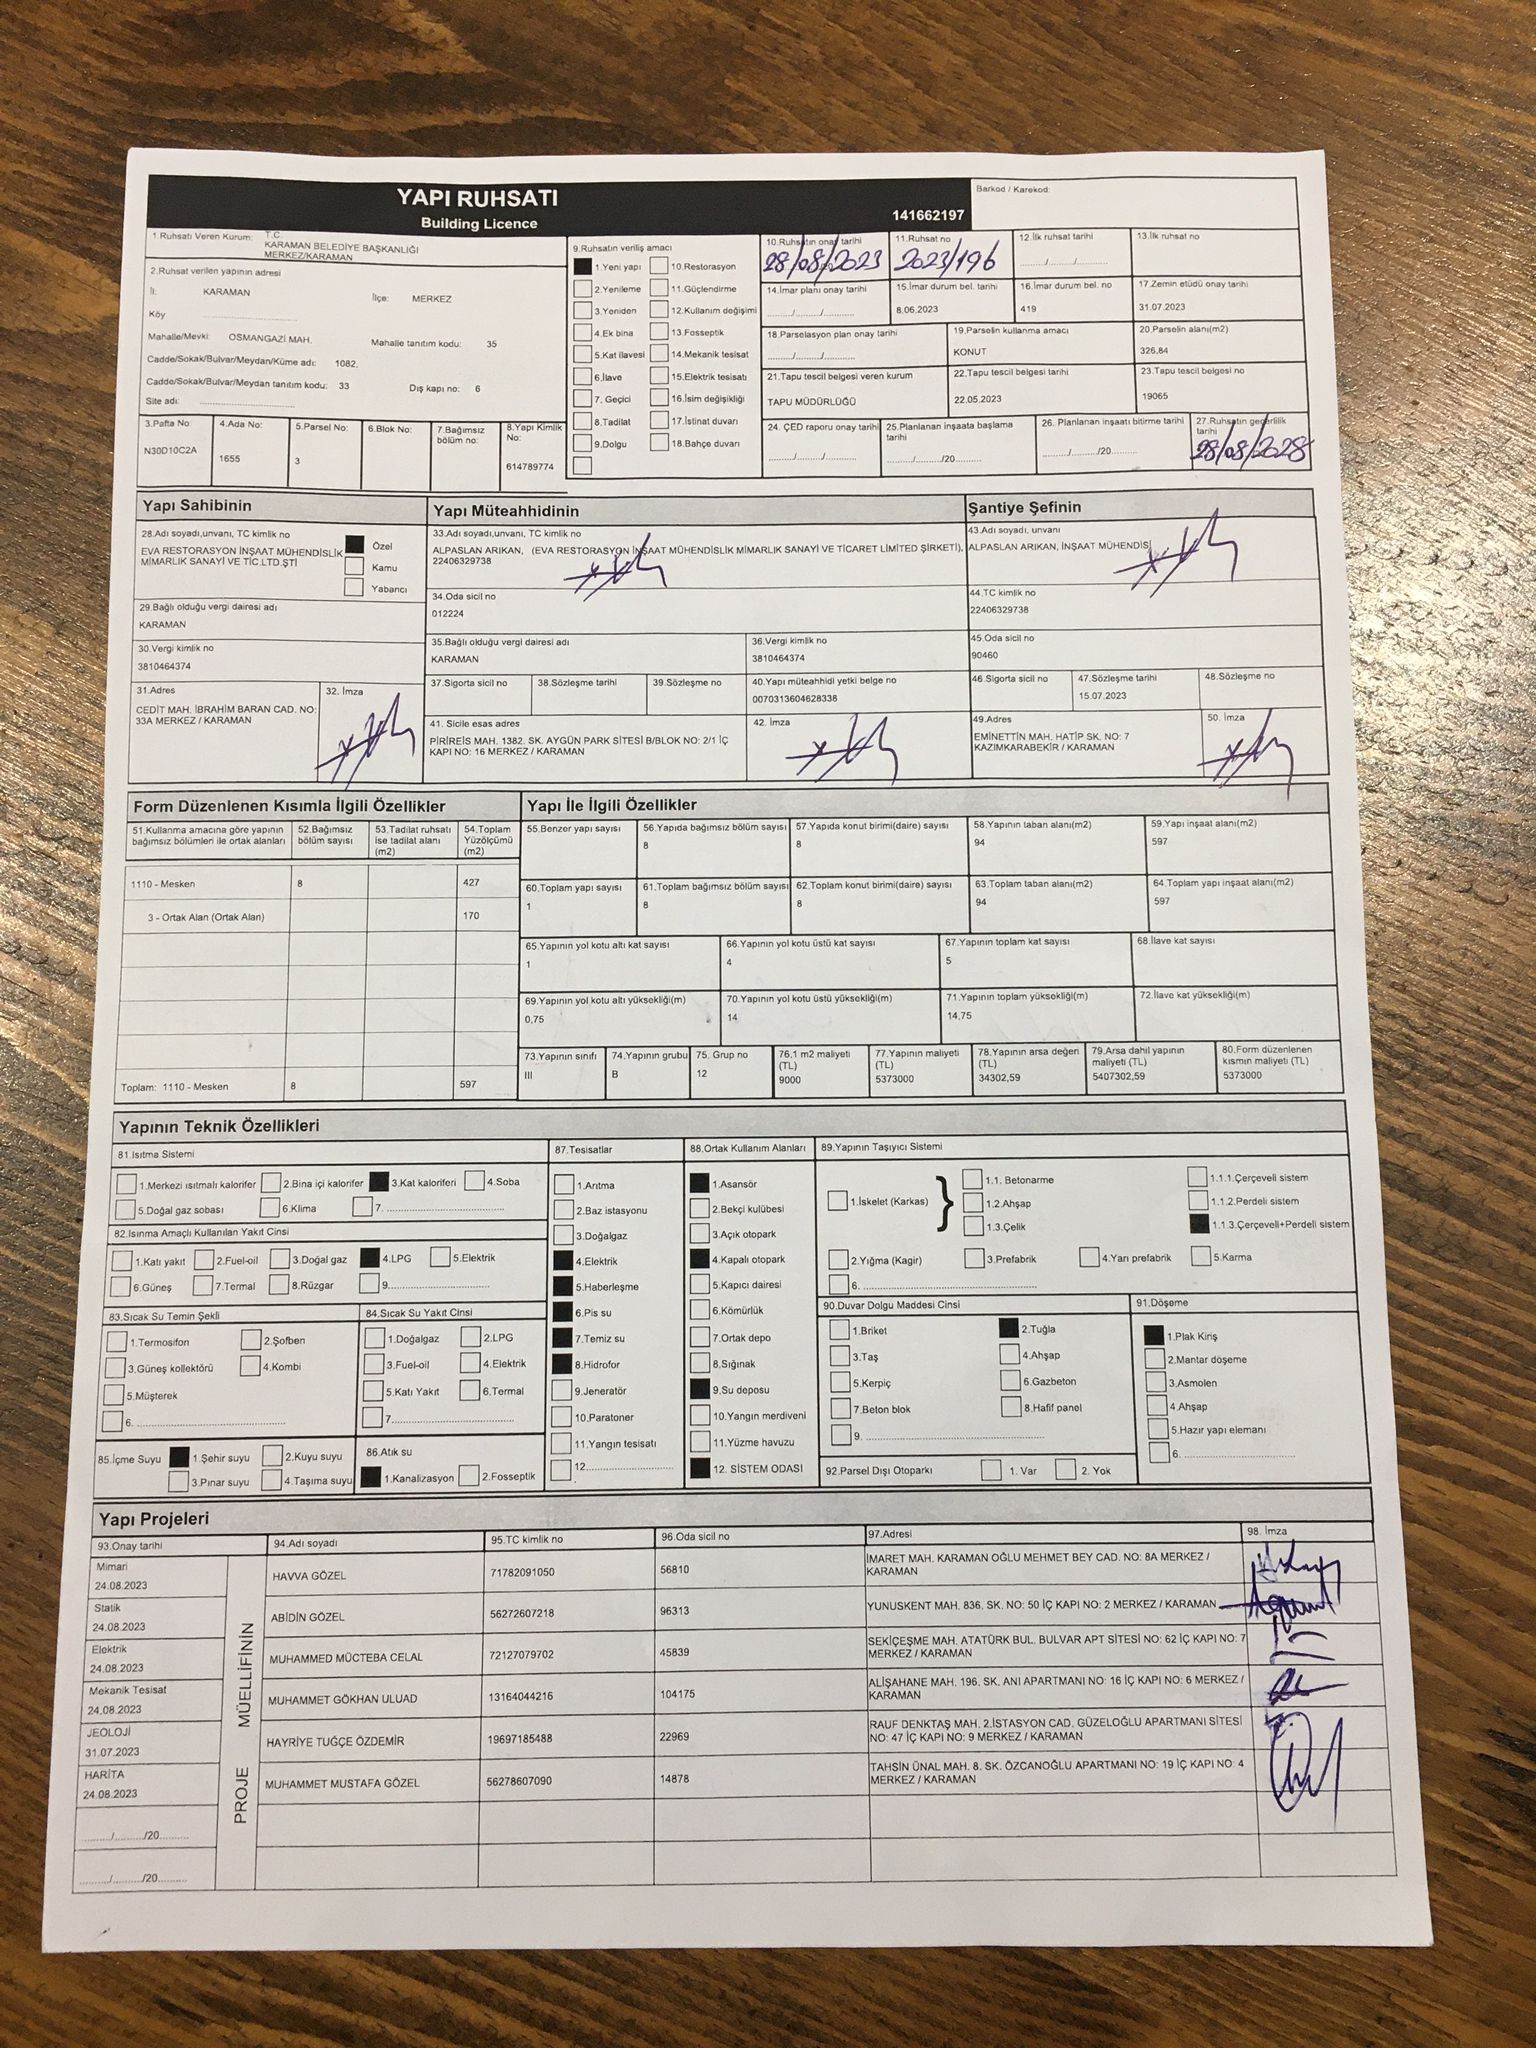 YAPI RUHSATI
Building Licence
141662197
Barkod / Karekod:
1.Ruhsatı Veren Kurum: T.C.
KARAMAN BELEDİYE BAŞKANLIĞI
MERKEZ/KARAMAN
2.Ruhsat verilen yapının adresi
İl: KARAMAN İlçe: MERKEZ
Köy
Mahalle/Mevki: OSMANGAZİ MAH. Mahalle tanıtım kodu: 35
Cadde/Sokak/Bulvar/Meydan/Küme adı: 1082.
Cadde/Sokak/Bulvar/Meydan tanıtım kodu: 33 Dış kapı no: 6
Site adı:
3.Pafta No: N30D10C2A
4.Ada No: 1655
5.Parsel No: 3
6.Blok No:
7.Bağımsız bölüm no:
8.Yapı Kimlik No: 614789774
9.Ruhsatın veriliş amacı
1.Yeni yapı 10.Restorasyon
2.Yenileme 11.Güçlendirme
3.Yeniden 12.Kullanım değişimi
4.Ek bina 13.Fosseptik
5.Kat ilavesi 14.Mekanik tesisat
6.İlave 15.Elektrik tesisatı
7. Geçici 16.İsim değişikliği
8.Tadilat 17.İstinat duvarı
9.Dolgu 18.Bahçe duvarı
10.Ruhsatın onay tarihi 28/08/2023
11.Ruhsat no 2023/196
12.İlk ruhsat tarihi ...../...../.....
13.İlk ruhsat no
14.İmar planı onay tarihi ...../...../.....
15.İmar durum bel. tarihi 8.06.2023
16.İmar durum bel. no 419
17.Zemin etüdü onay tarihi 31.07.2023
18.Parselasyon plan onay tarihi ...../...../.....
19.Parselin kullanma amacı KONUT
20.Parselin alanı(m2) 326,84
21.Tapu tescil belgesi veren kurum TAPU MÜDÜRLÜĞÜ
22.Tapu tescil belgesi tarihi 22.05.2023
23.Tapu tescil belgesi no 19065
24. ÇED raporu onay tarihi ...../...../.....
25.Planlanan inşaata başlama tarihi ...../...../20.....
26. Planlanan inşaatı bitirme tarihi ...../...../20.....
27.Ruhsatın geçerlilik tarihi 28/08/2028
Yapı Sahibinin
28.Adı soyadı,unvanı, TC kimlik no
EVA RESTORASYON İNŞAAT MÜHENDİSLİK
MİMARLIK SANAYİ VE TİC.LTD.ŞTİ
Özel
Kamu
Yabancı
29.Bağlı olduğu vergi dairesi adı
KARAMAN
30.Vergi kimlik no
3810464374
31.Adres
CEDİT MAH. İBRAHİM BARAN CAD. NO:
33A MERKEZ / KARAMAN
32. İmza
Yapı Müteahhidinin
33.Adı soyadı,unvanı, TC kimlik no
ALPASLAN ARIKAN, (EVA RESTORASYON İNŞAAT MÜHENDİSLİK MİMARLIK SANAYİ VE TİCARET LİMİTED ŞİRKETİ),
22406329738
34.Oda sicil no
012224
35.Bağlı olduğu vergi dairesi adı
KARAMAN
36.Vergi kimlik no
3810464374
37.Sigorta sicil no
38.Sözleşme tarihi
39.Sözleşme no
40.Yapı müteahhidi yetki belge no
0070313604628338
41. Sicile esas adres
PİRİREİS MAH. 1382. SK. AYGÜN PARK SİTESİ B/BLOK NO: 2/1 İÇ
KAPI NO: 16 MERKEZ / KARAMAN
42. İmza
Şantiye Şefinin
43.Adı soyadı, unvanı
ALPASLAN ARIKAN, İNŞAAT MÜHENDİSİ
44.TC kimlik no
22406329738
45.Oda sicil no
90460
46.Sigorta sicil no
47.Sözleşme tarihi
15.07.2023
48.Sözleşme no
49.Adres
EMİNETTİN MAH. HATİP SK. NO: 7
KAZIMKARABEKİR / KARAMAN
50. İmza
Form Düzenlenen Kısımla İlgili Özellikler
51.Kullanma amacına göre yapının bağımsız bölümleri ile ortak alanları
52.Bağımsız bölüm sayısı
53.Tadilat ruhsatı ise tadilat alanı (m2)
54.Toplam Yüzölçümü (m2)
1110 - Mesken 8 427
3 - Ortak Alan (Ortak Alan) 170
Toplam: 1110 - Mesken 8 597
Yapı İle İlgili Özellikler
55.Benzer yapı sayısı
56.Yapıda bağımsız bölüm sayısı 8
57.Yapıda konut birimi(daire) sayısı 8
58.Yapının taban alanı(m2) 94
59.Yapı inşaat alanı(m2) 597
60.Toplam yapı sayısı 1
61.Toplam bağımsız bölüm sayısı 8
62.Toplam konut birimi(daire) sayısı 8
63.Toplam taban alanı(m2) 94
64.Toplam yapı inşaat alanı(m2) 597
65.Yapının yol kotu altı kat sayısı 1
66.Yapının yol kotu üstü kat sayısı 4
67.Yapının toplam kat sayısı 5
68.İlave kat sayısı
69.Yapının yol kotu altı yüksekliği(m) 0,75
70.Yapının yol kotu üstü yüksekliği(m) 14
71.Yapının toplam yüksekliği(m) 14,75
72.İlave kat yüksekliği(m)
73.Yapının sınıfı III
74.Yapının grubu B
75. Grup no 12
76.1 m2 maliyeti (TL) 9000
77.Yapının maliyeti (TL) 5373000
78.Yapının arsa değeri (TL) 34302,59
79.Arsa dahil yapının maliyeti (TL) 5407302,59
80.Form düzenlenen kısmın maliyeti (TL) 5373000
Yapının Teknik Özellikleri
81.Isıtma Sistemi
1.Merkezi ısıtmalı kalorifer 2.Bina içi kalorifer 3.Kat kaloriferi 4.Soba
5.Doğal gaz sobası 6.Klima 7. .....
82.Isınma Amaçlı Kullanılan Yakıt Cinsi
1.Katı yakıt 2.Fuel-oil 3.Doğal gaz 4.LPG 5.Elektrik
6.Güneş 7.Termal 8.Rüzgar 9.....
83.Sıcak Su Temin Şekli
1.Termosifon 2.Şofben
3.Güneş kollektörü 4.Kombi
5.Müşterek
6. .....
84.Sıcak Su Yakıt Cinsi
1.Doğalgaz 2.LPG
3.Fuel-oil 4.Elektrik
5.Katı Yakıt 6.Termal
7.....
85.İçme Suyu 1.Şehir suyu 2.Kuyu suyu
3.Pınar suyu 4.Taşıma suyu
86.Atık su
1.Kanalizasyon 2.Fosseptik
87.Tesisatlar
1.Arıtma
2.Baz istasyonu
3.Doğalgaz
4.Elektrik
5.Haberleşme
6.Pis su
7.Temiz su
8.Hidrofor
9.Jeneratör
10.Paratoner
11.Yangın tesisatı
12.....
88.Ortak Kullanım Alanları
1.Asansör
2.Bekçi kulübesi
3.Açık otopark
4.Kapalı otopark
5.Kapıcı dairesi
6.Kömürlük
7.Ortak depo
8.Sığınak
9.Su deposu
10.Yangın merdiveni
11.Yüzme havuzu
12. SİSTEM ODASI
89.Yapının Taşıyıcı Sistemi
1.İskelet (Karkas)
1.1. Betonarme
1.2.Ahşap
1.3.Çelik
1.1.1.Çerçeveli sistem
1.1.2.Perdeli sistem
1.1.3.Çerçeveli+Perdeli sistem
2.Yığma (Kagir) 3.Prefabrik 4.Yarı prefabrik 5.Karma
6. .....
90.Duvar Dolgu Maddesi Cinsi
1.Briket 2.Tuğla
3.Taş 4.Ahşap
5.Kerpiç 6.Gazbeton
7.Beton blok 8.Hafif panel
9. .....
91.Döşeme
1.Plak Kiriş
2.Mantar döşeme
3.Asmolen
4.Ahşap
5.Hazır yapı elemanı
6. .....
92.Parsel Dışı Otoparkı 1. Var 2. Yok
Yapı Projeleri
93.Onay tarihi 94.Adı soyadı 95.TC kimlik no 96.Oda sicil no 97.Adresi 98. İmza
PROJE MÜELLİFİNİN
Mimari 24.08.2023 HAVVA GÖZEL 71782091050 56810 İMARET MAH. KARAMAN OĞLU MEHMET BEY CAD. NO: 8A MERKEZ / KARAMAN
Statik 24.08.2023 ABİDİN GÖZEL 56272607218 96313 YUNUSKENT MAH. 836. SK. NO: 50 İÇ KAPI NO: 2 MERKEZ / KARAMAN
Elektrik 24.08.2023 MUHAMMED MÜCTEBA CELAL 72127079702 45839 SEKİÇEŞME MAH. ATATÜRK BUL. BULVAR APT SİTESİ NO: 62 İÇ KAPI NO: 7 MERKEZ / KARAMAN
Mekanik Tesisat 24.08.2023 MUHAMMET GÖKHAN ULUAD 13164044216 104175 ALİŞAHANE MAH. 196. SK. ANI APARTMANI NO: 16 İÇ KAPI NO: 6 MERKEZ / KARAMAN
JEOLOJİ 31.07.2023 HAYRİYE TUĞÇE ÖZDEMİR 19697185488 22969 RAUF DENKTAŞ MAH. 2.İSTASYON CAD. GÜZELOĞLU APARTMANI SİTESİ NO: 47 İÇ KAPI NO: 9 MERKEZ / KARAMAN
HARİTA 24.08.2023 MUHAMMET MUSTAFA GÖZEL 56278607090 14878 TAHSİN ÜNAL MAH. 8. SK. ÖZCANOĞLU APARTMANI NO: 19 İÇ KAPI NO: 4 MERKEZ / KARAMAN
...../...../20.....
...../...../20.....